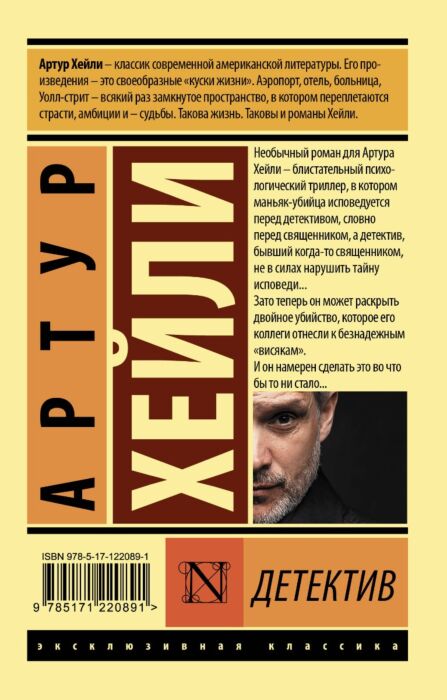 Артур Хейли – классик современной американской литературы. Его про-
изведения – это своеобразные «куски жизни». Аэропорт, отель, больница,
Уолл-стрит – всякий раз замкнутое пространство, в котором переплетаются
страсти, амбиции и – судьбы. Такова жизнь. Таковы и романы Хейли.
АРТУР
ХЕЙЛИ
Необычный роман для Артура
Хейли – блистательный психо-
логический триллер, в котором
маньяк-убийца исповедуется
перед детективом, словно
перед священником, а детектив,
бывший когда-то священником,
не в силах нарушить тайну
исповеди...
Зато теперь он может раскрыть
двойное убийство, которое его
коллеги отнесли к безнадежным
«висякам».
И он намерен сделать это во что
бы то ни стало...
ISBN 978-5-17-122089-1
9 785171 220891 >
N
ДЕТЕКТИВ
эксклюзивная классика